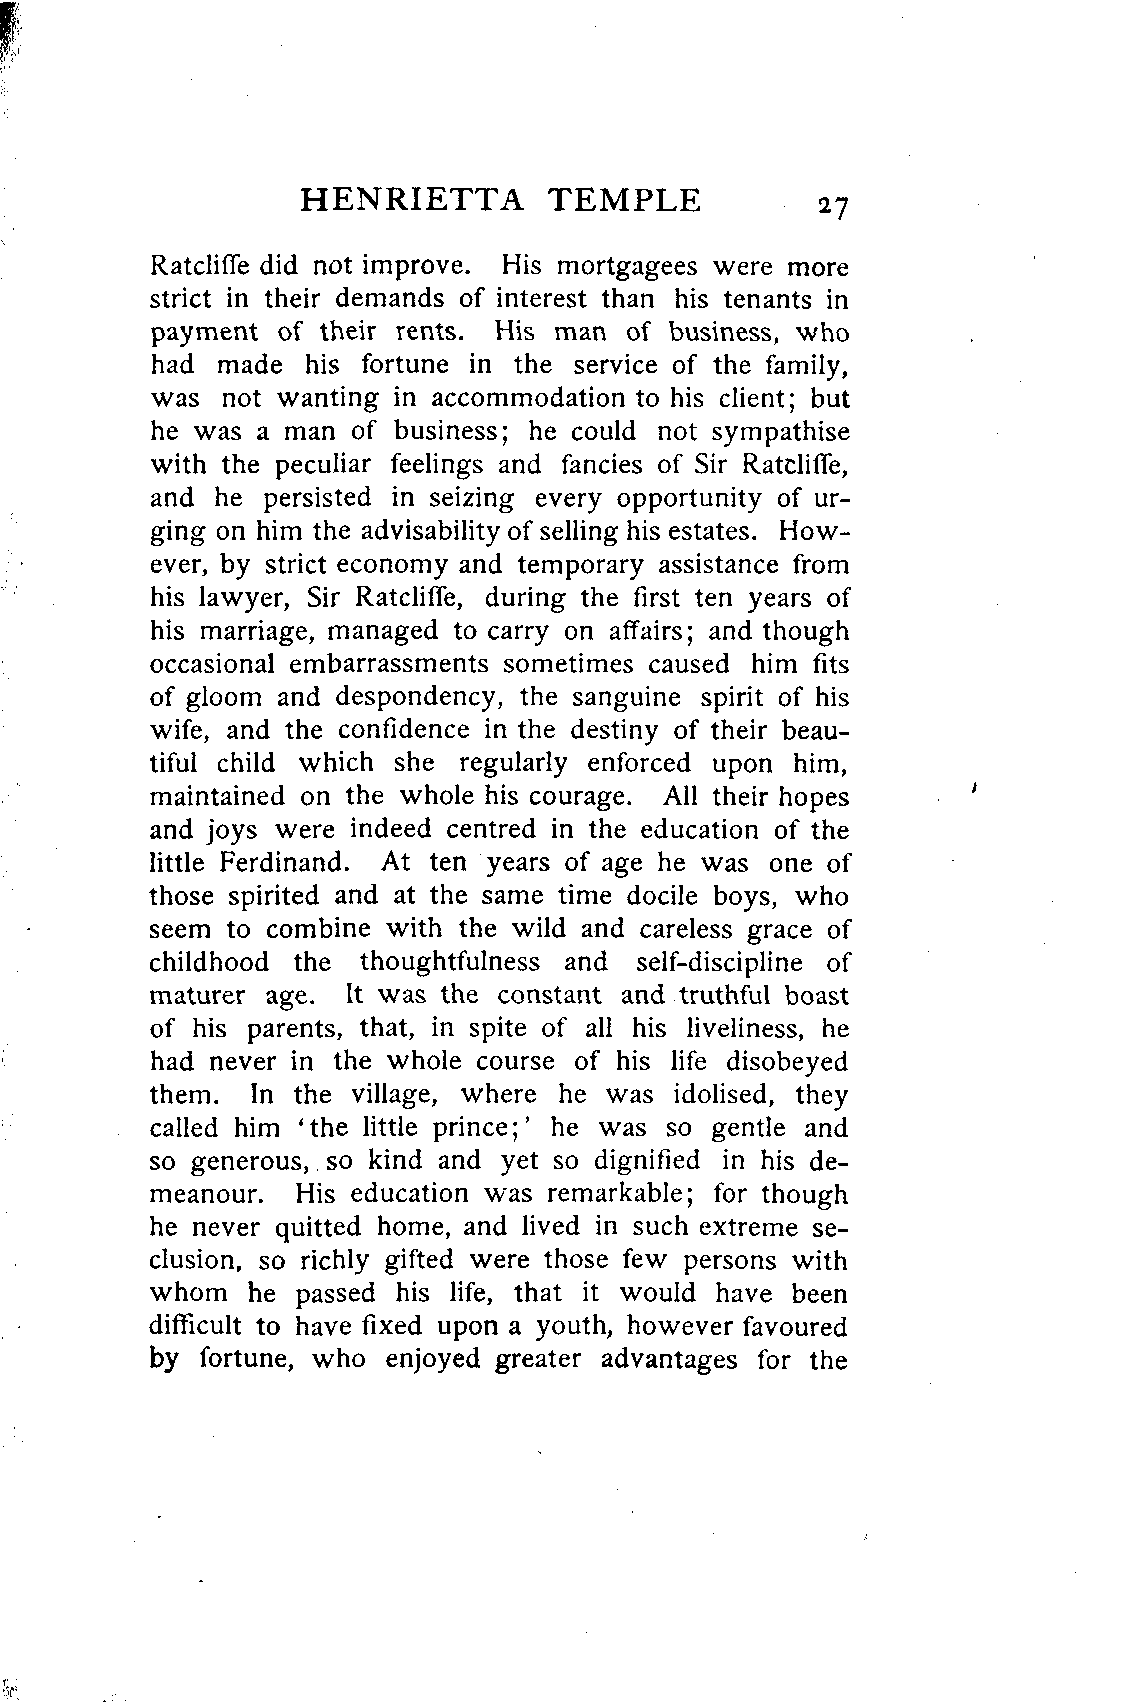 HENRIETTA TEMPLE 27
Ratcliffe did not improve. His mortgagees were more
strict in their demands of interest than his tenants in
payment of their rents. His man of business, who
had made his fortune in the service of the family,
was not wanting in accommodation to his client; but
he was a man of business; he could not sympathise
with the peculiar feelings and fancies of Sir Ratcliffe,
and he persisted in seizing every opportunity of ur-
ging on him the advisability of selling his estates. How-
ever, by strict economy and temporary assistance from
his lawyer, Sir Ratcliffe, during the first ten years of
his marriage, managed to carry on affairs; and though
occasional embarrassments sometimes caused him fits
of gloom and despondency, the sanguine spirit of his
wife, and the confidence in the destiny of their beau-
tiful child which she regularly enforced upon him,
maintained on the whole his courage. All their hopes
and joys were indeed centred in the education of the
little Ferdinand. At ten years of age he was one of
those spirited and at the same time docile boys, who
seem to combine with the wild and careless grace of
childhood the thoughtfulness and self-discipline of
maturer age. It was the constant and truthful boast
of his parents, that, in spite of all his liveliness, he
had never in the whole course of his life disobeyed
them. In the village, where he was idolised, they
called him ‘the little prince;’ he was so gentle and
so generous, so kind and yet so dignified in his de-
meanour. His education was remarkable; for though
he never quitted home, and lived in such extreme se-
clusion, so richly gifted were those few persons with
whom he passed his life, that it would have been
difficult to have fixed upon a youth, however favoured
by fortune, who enjoyed greater advantages for the